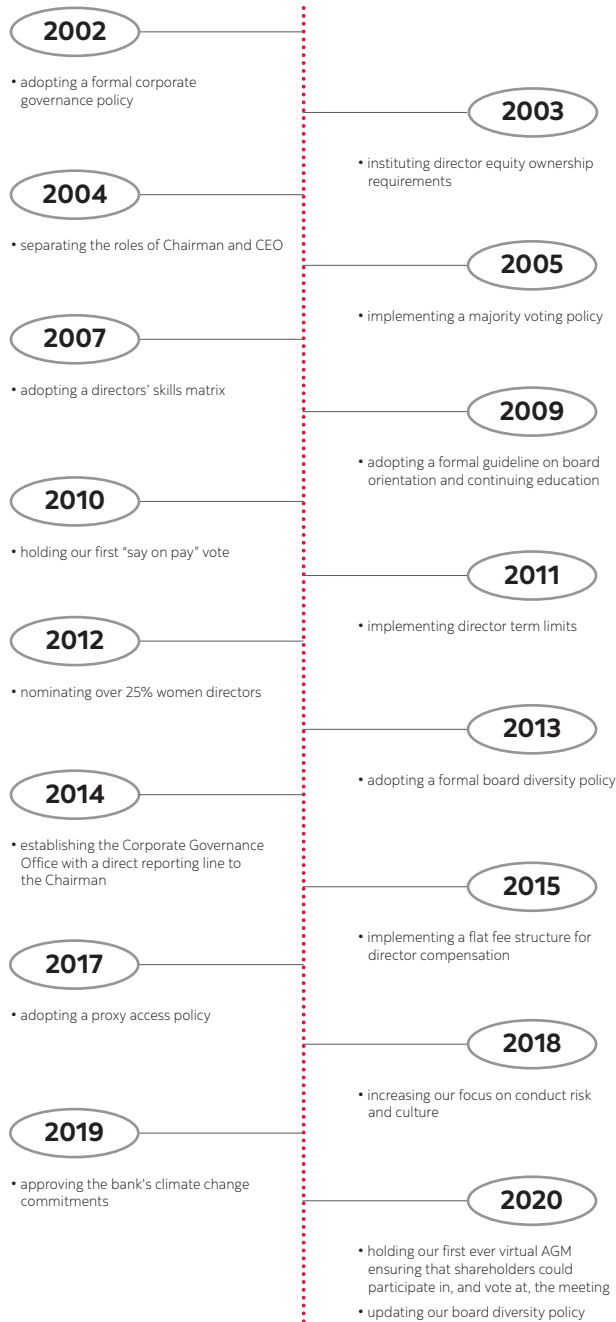 2002
• adopting a formal corporate
governance policy
2003
• instituting director equity ownership
requirements
2004
• separating the roles of Chairman and CEO
2005
• implementing a majority voting policy
2007
• adopting a directors' skills matrix
2009
• adopting a formal guideline on board
orientation and continuing education
2010
• holding our first “say on pay” vote
2011
• implementing director term limits
2012
• nominating over 25% women directors
2013
• adopting a formal board diversity policy
2014
• establishing the Corporate Governance
Office with a direct reporting line to
the Chairman
2015
• implementing a flat fee structure for
director compensation
2017
• adopting a proxy access policy
2018
• increasing our focus on conduct risk
and culture
2019
• approving the bank's climate change
commitments
2020
• holding our first ever virtual AGM
ensuring that shareholders could
participate in, and vote at, the meeting
• updating our board diversity policy